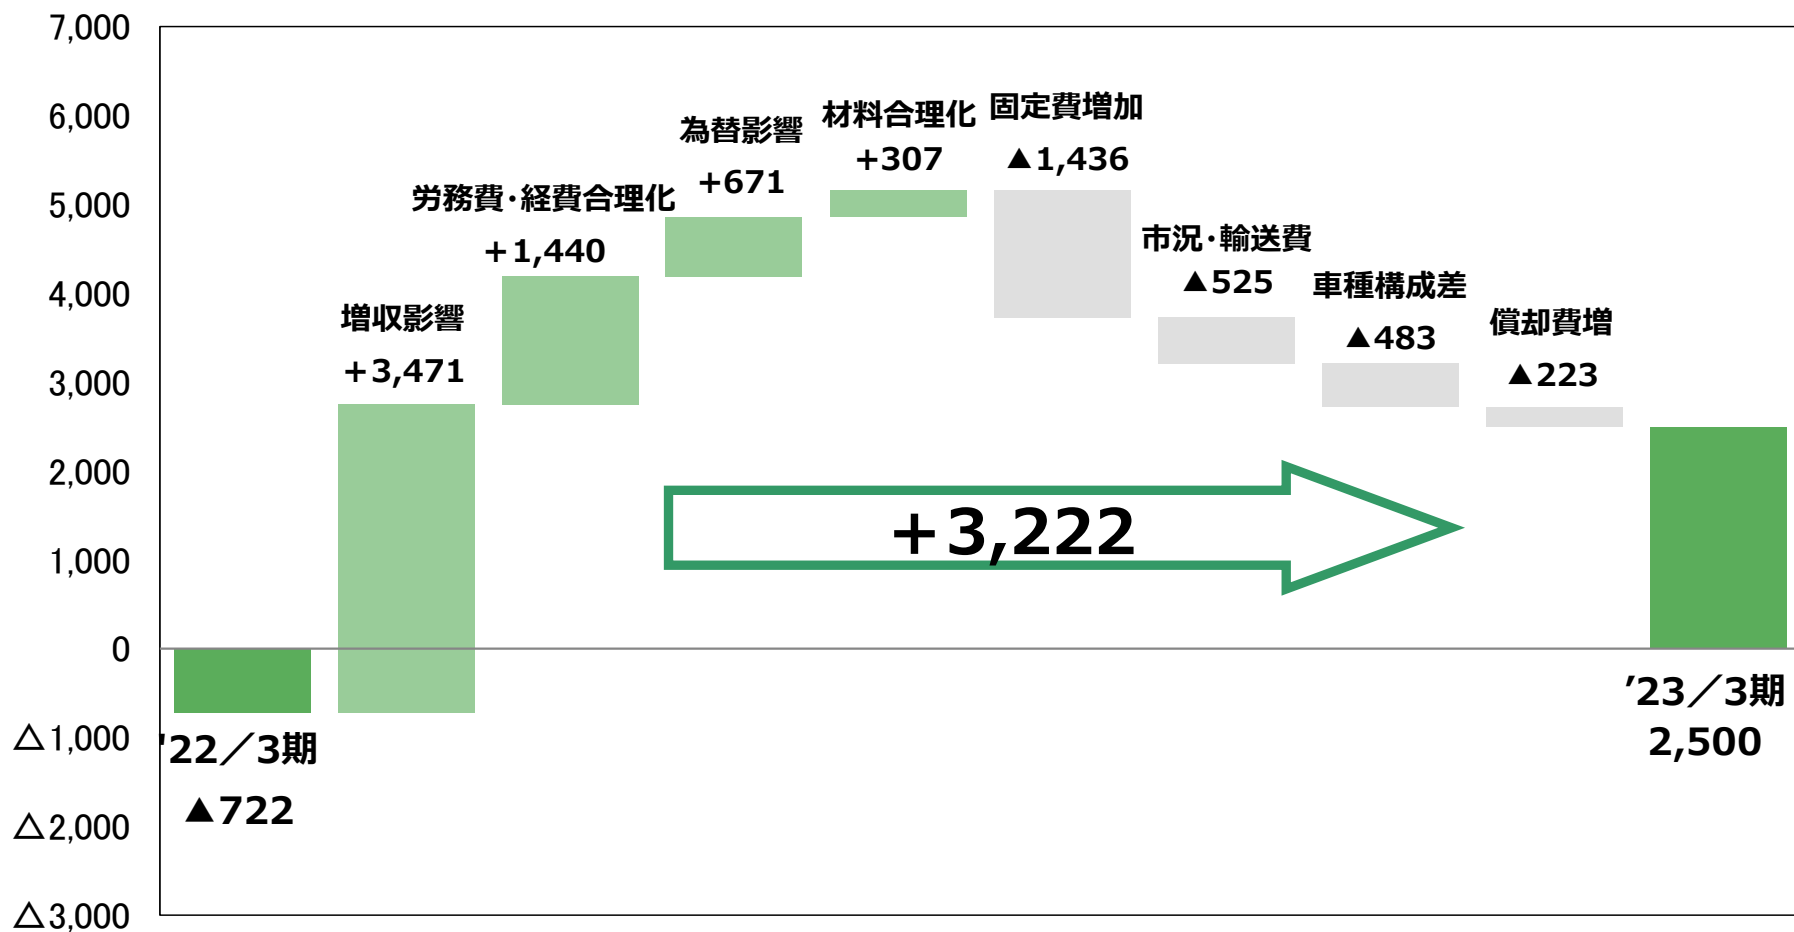 7,000
6,000
5,000
4,000
3,000
2,000
1,000
0
△1,000
△2,000
△3,000
'22／3期
▲722
増収影響
+3,471
労務費・経費合理化
+1,440
為替影響
+671
材料合理化
+307
固定費増加
▲1,436
市況・輸送費
▲525
車種構成差
▲483
償却費増
▲223
+3,222
'23／3期
2,500